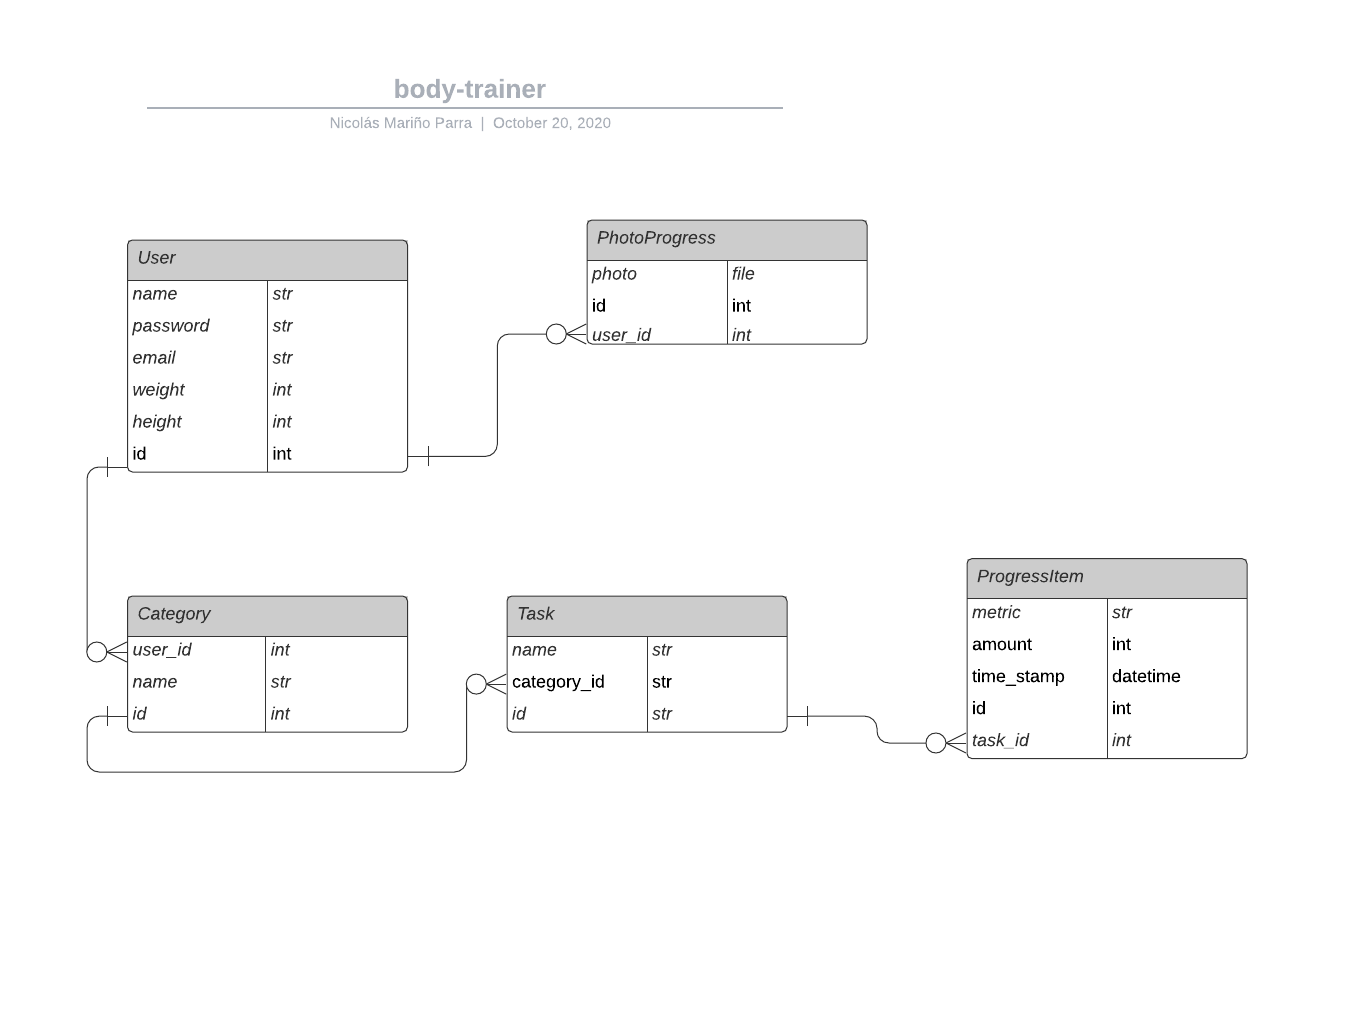 body-trainer
Nicolás Mariño Parra | October 20, 2020
User
name str
password str
email str
weight int
height int
id int
PhotoProgress
photo file
id int
user_id int
Category
user_id int
name str
id int
Task
name str
category_id str
id str
ProgressItem
metric str
amount int
time_stamp datetime
id int
task_id int